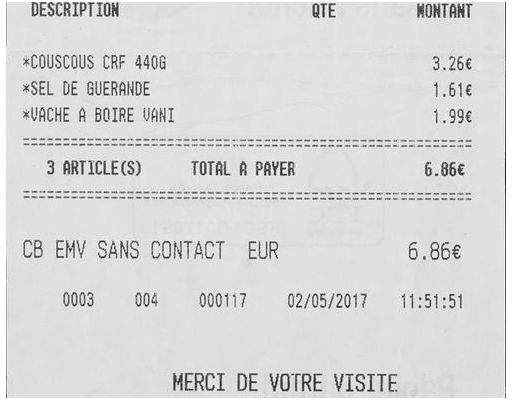 DESCRIPTION QTE MONTANT
*COUSCOUS CRF 440G 3.26€
*SEL DE GUERANDE 1.61€
*VACHE A BOIRE VANI 1.99€
3 ARTICLE(S) TOTAL A PAYER 6.86€
CB EMV SANS CONTACT EUR 6.86€
0003 004 000117 02/05/2017 11:51:51
MERCI DE VOTRE VISITE